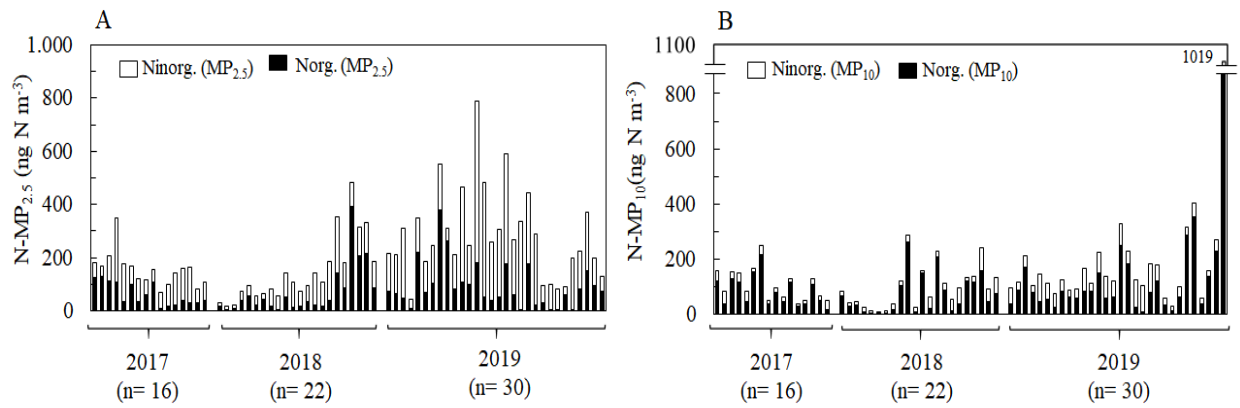 A
1.000
800
600
400
200
0
N-MP2.5 (ng N m-3)
Ninorg. (MP2.5)
Norg. (MP2.5)
2017
2018
2019
(n= 16)
(n= 22)
(n= 30)
B
1100
800
600
400
200
0
N-MP10(ng N m-3)
Ninorg. (MP10)
Norg. (MP10)
1019
2017
2018
2019
(n= 16)
(n= 22)
(n= 30)